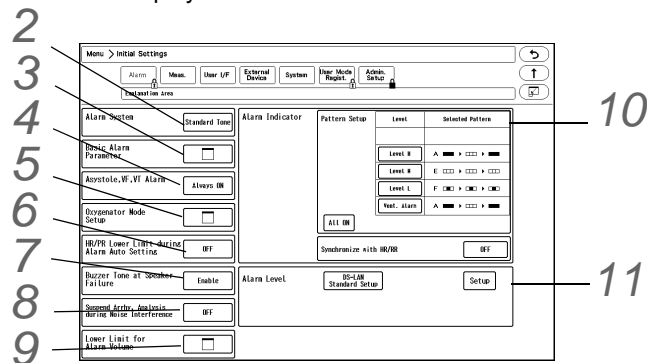 2
3
4
5
6
7
8
9
10
11
Menu > Initial Settings
Alarm
Meas.
User I/F
External Device
System
User Mode Regist.
Admin. Setup
Explanation Area
Alarm System
Standard Tone
Basic Alarm Parameter
Asystole,VF,VT Alarm
Always ON
Oxygenator Mode Setup
HR/PR Lower Limit during Alarm Auto Setting
OFF
Buzzer Tone at Speaker Failure
Enable
Suspend Arrhy. Analysis during Noise Interference
OFF
Lower Limit for Alarm Volume
Alarm Indicator
Pattern Setup
Level
Selected Pattern
Level H
A
Level M
E
Level L
F
Vent. Alarm
A
All ON
Synchronize with HR/RR
OFF
Alarm Level
DS-LAN Standard Setup
Setup